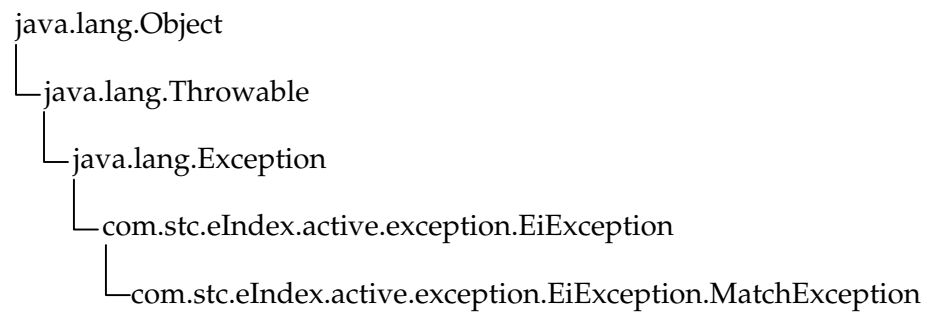 java.lang.Object
java.lang.Throwable
java.lang.Exception
com.stc.eIndex.active.exception.EiException
com.stc.eIndex.active.exception.EiException.MatchException